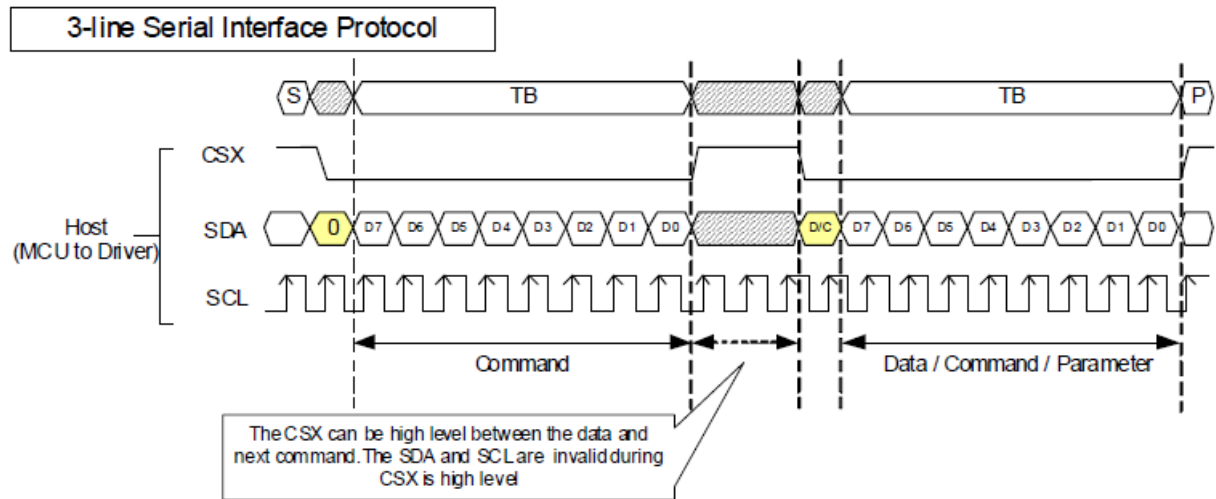 3-line Serial Interface Protocol
S TB TB P
CSX
Host
(MCU to Driver)
SDA 0 D7 D6 D5 D4 D3 D2 D1 D0 D/C D7 D6 D5 D4 D3 D2 D1 D0
SCL
Command Data / Command / Parameter
The CSX can be high level between the data and
next command. The SDA and SCL are invalid during
CSX is high level